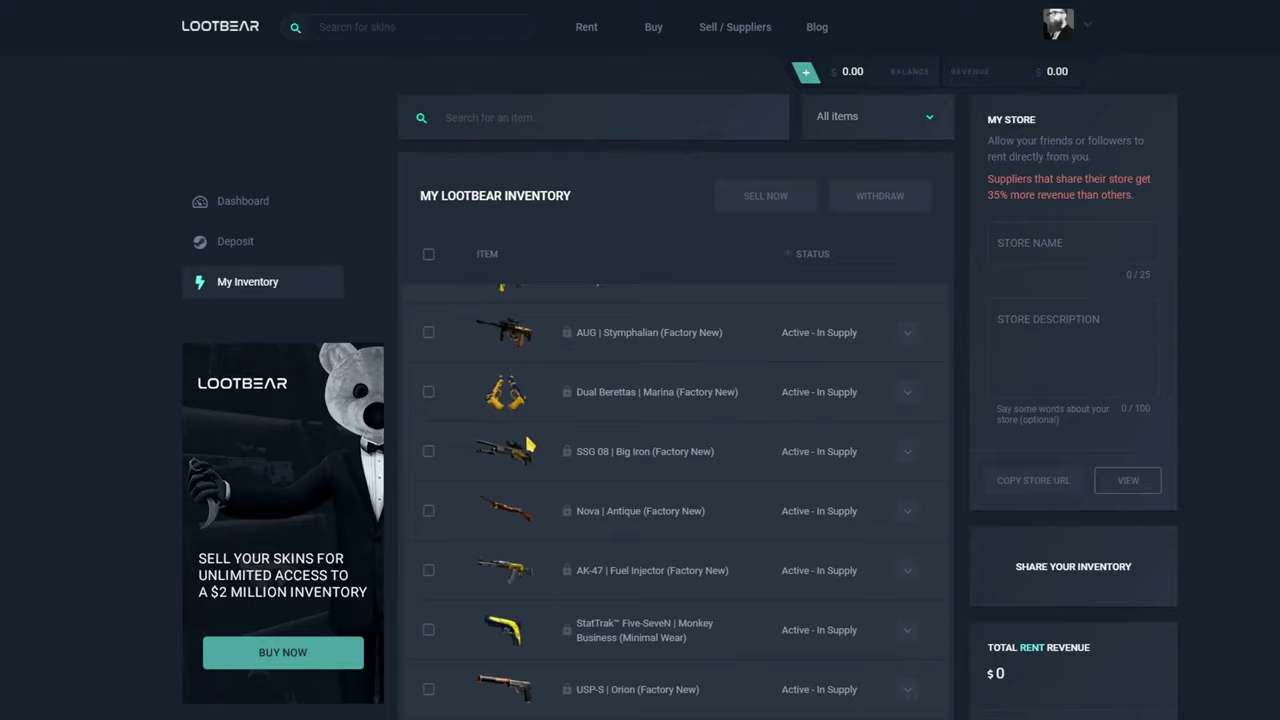 LOOTBEAR
Search for skins
Rent
Buy
Sell / Suppliers
Blog
+
$ 0.00 BALANCE
REVENUE $ 0.00
Search for an item...
All items
MY STORE
Allow your friends or followers to
rent directly from you.
Suppliers that share their store get
35% more revenue than others.
MY LOOTBEAR INVENTORY
SELL NOW
WITHDRAW
Dashboard
Deposit
My Inventory
ITEM
STATUS
STORE NAME
0 / 25
AUG | Stymphalian (Factory New)
Active - In Supply
Dual Berettas | Marina (Factory New)
Active - In Supply
SSG 08 | Big Iron (Factory New)
Active - In Supply
Nova | Antique (Factory New)
Active - In Supply
AK-47 | Fuel Injector (Factory New)
Active - In Supply
StatTrak™ Five-SeveN | Monkey
Business (Minimal Wear)
Active - In Supply
USP-S | Orion (Factory New)
Active - In Supply
STORE DESCRIPTION
Say some words about your
store (optional)
0 / 100
COPY STORE URL
VIEW
SHARE YOUR INVENTORY
TOTAL RENT REVENUE
$ 0
LOOTBEAR
SELL YOUR SKINS FOR
UNLIMITED ACCESS TO
A $2 MILLION INVENTORY
BUY NOW